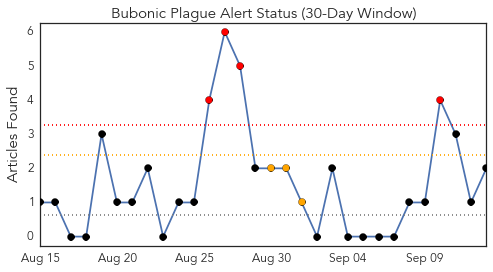 Bubonic Plague Alert Status (30-Day Window)
Articles Found
6
5
4
3
2
1
0
Aug 15 Aug 20 Aug 25 Aug 30 Sep 04 Sep 09